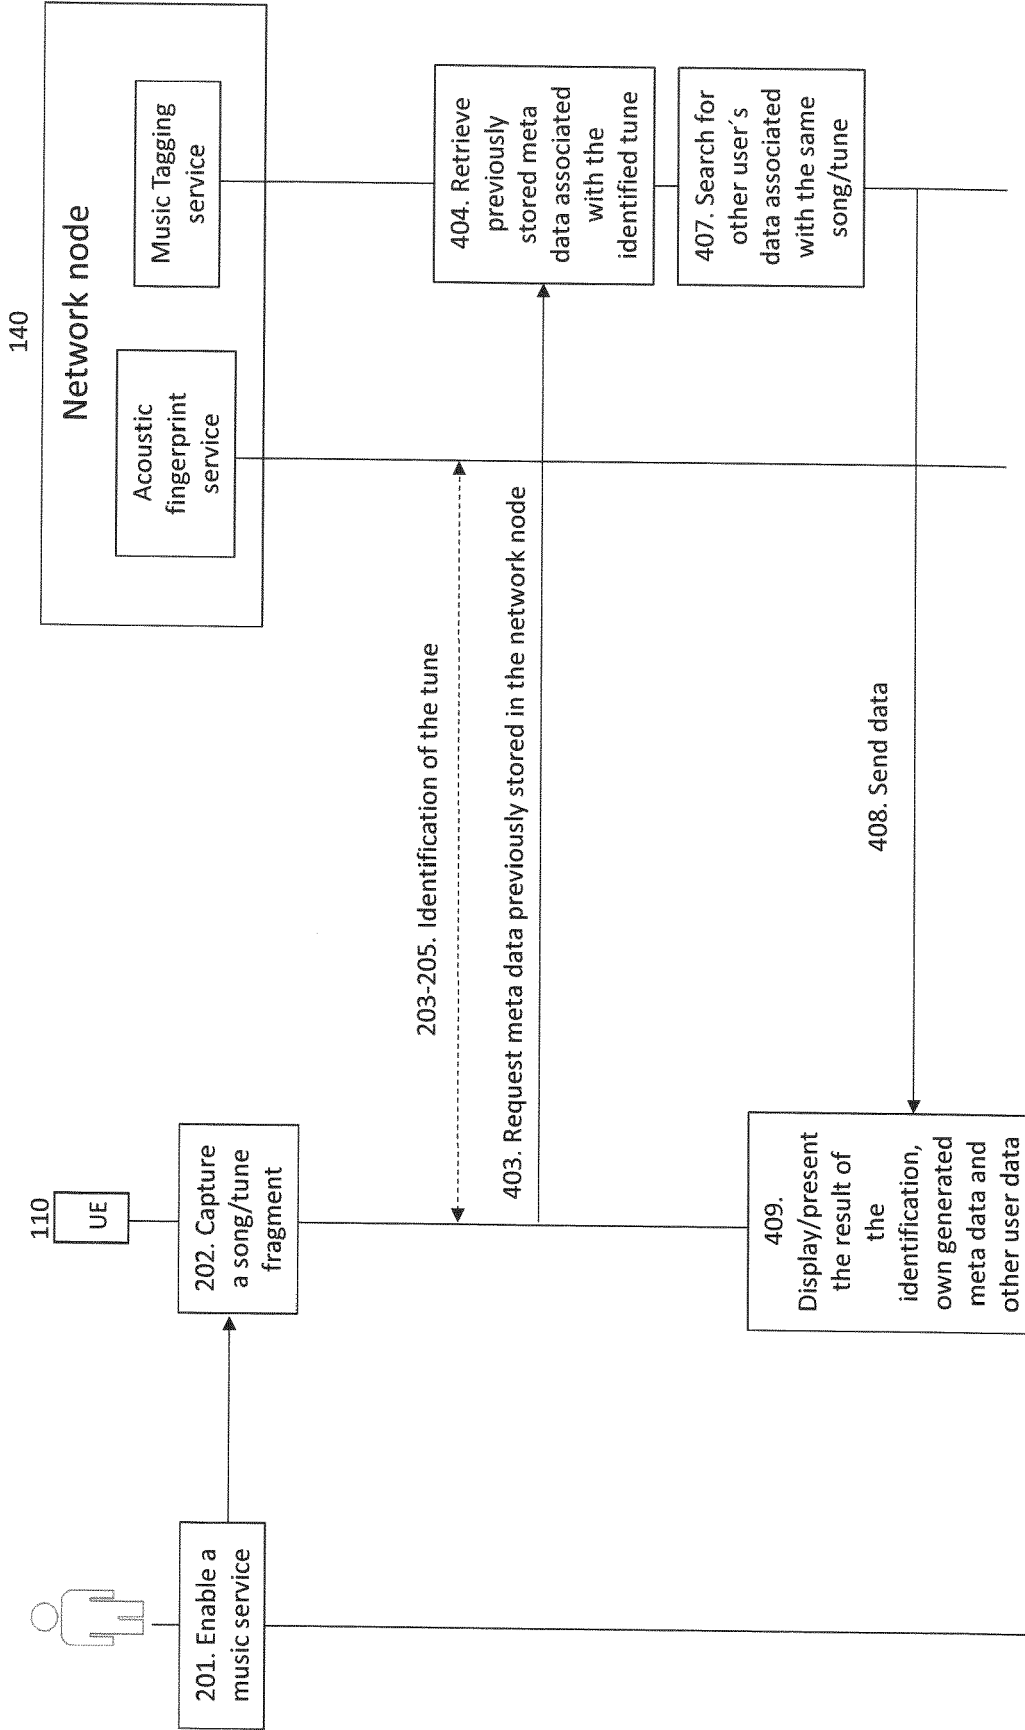 140
Network node
Acoustic
fingerprint
service
Music Tagging
service
110
UE
201. Enable a
music service
202. Capture
a song/tune
fragment
203-205. Identification of the tune
403. Request meta data previously stored in the network node
404. Retrieve
previously
stored meta
data associated
with the
identified tune
407. Search for
other user´s
data associated
with the same
song/tune
408. Send data
409.
Display/present
the result of
the
identification,
own generated
meta data and
other user data